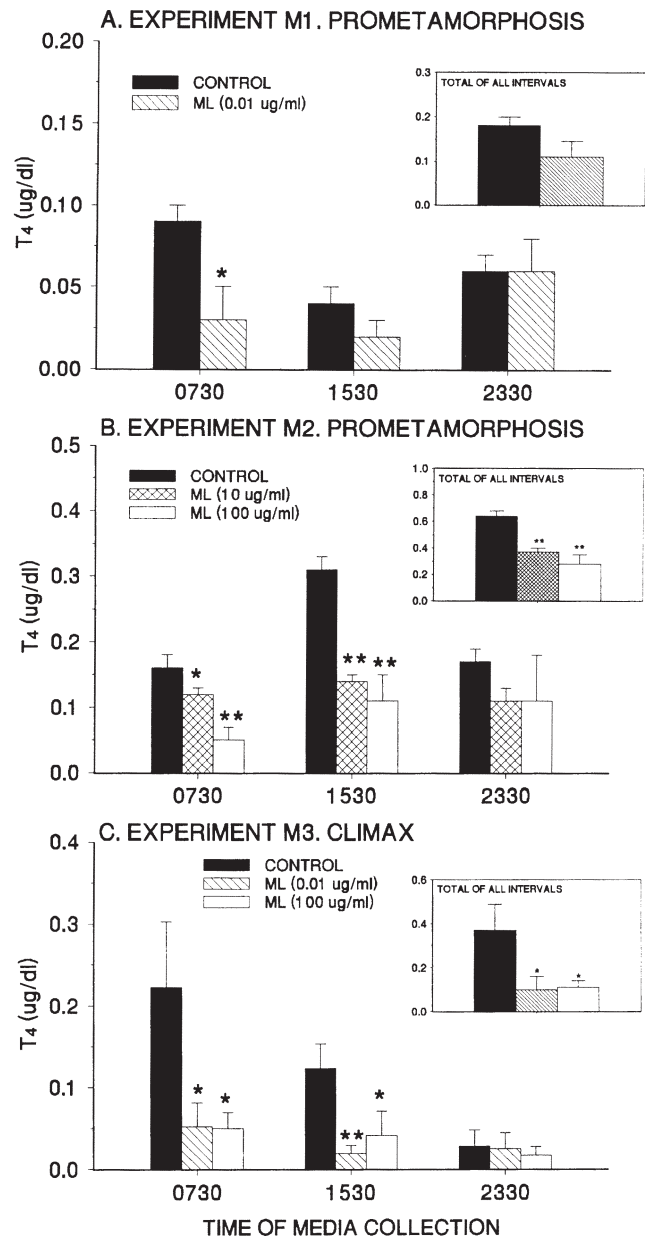 A. EXPERIMENT M1. PROMETAMORPHOSIS
0.20
0.15
0.10
0.05
0.00
T4 (ug/dl)
CONTROL
ML (0.01 ug/ml)
TOTAL OF ALL INTERVALS
0.3
0.2
0.1
0.0
*
0730 1530 2330
B. EXPERIMENT M2. PROMETAMORPHOSIS
0.5
0.4
0.3
0.2
0.1
0.0
T4 (ug/dl)
CONTROL
ML (10 ug/ml)
ML (100 ug/ml)
TOTAL OF ALL INTERVALS
1.0
0.8
0.6
0.4
0.2
0.0
** **
* ** ** **
0730 1530 2330
C. EXPERIMENT M3. CLIMAX
0.4
0.3
0.2
0.1
0.0
T4 (ug/dl)
CONTROL
ML (0.01 ug/ml)
ML (100 ug/ml)
TOTAL OF ALL INTERVALS
0.6
0.4
0.2
0.0
* *
* * ** *
0730 1530 2330
TIME OF MEDIA COLLECTION